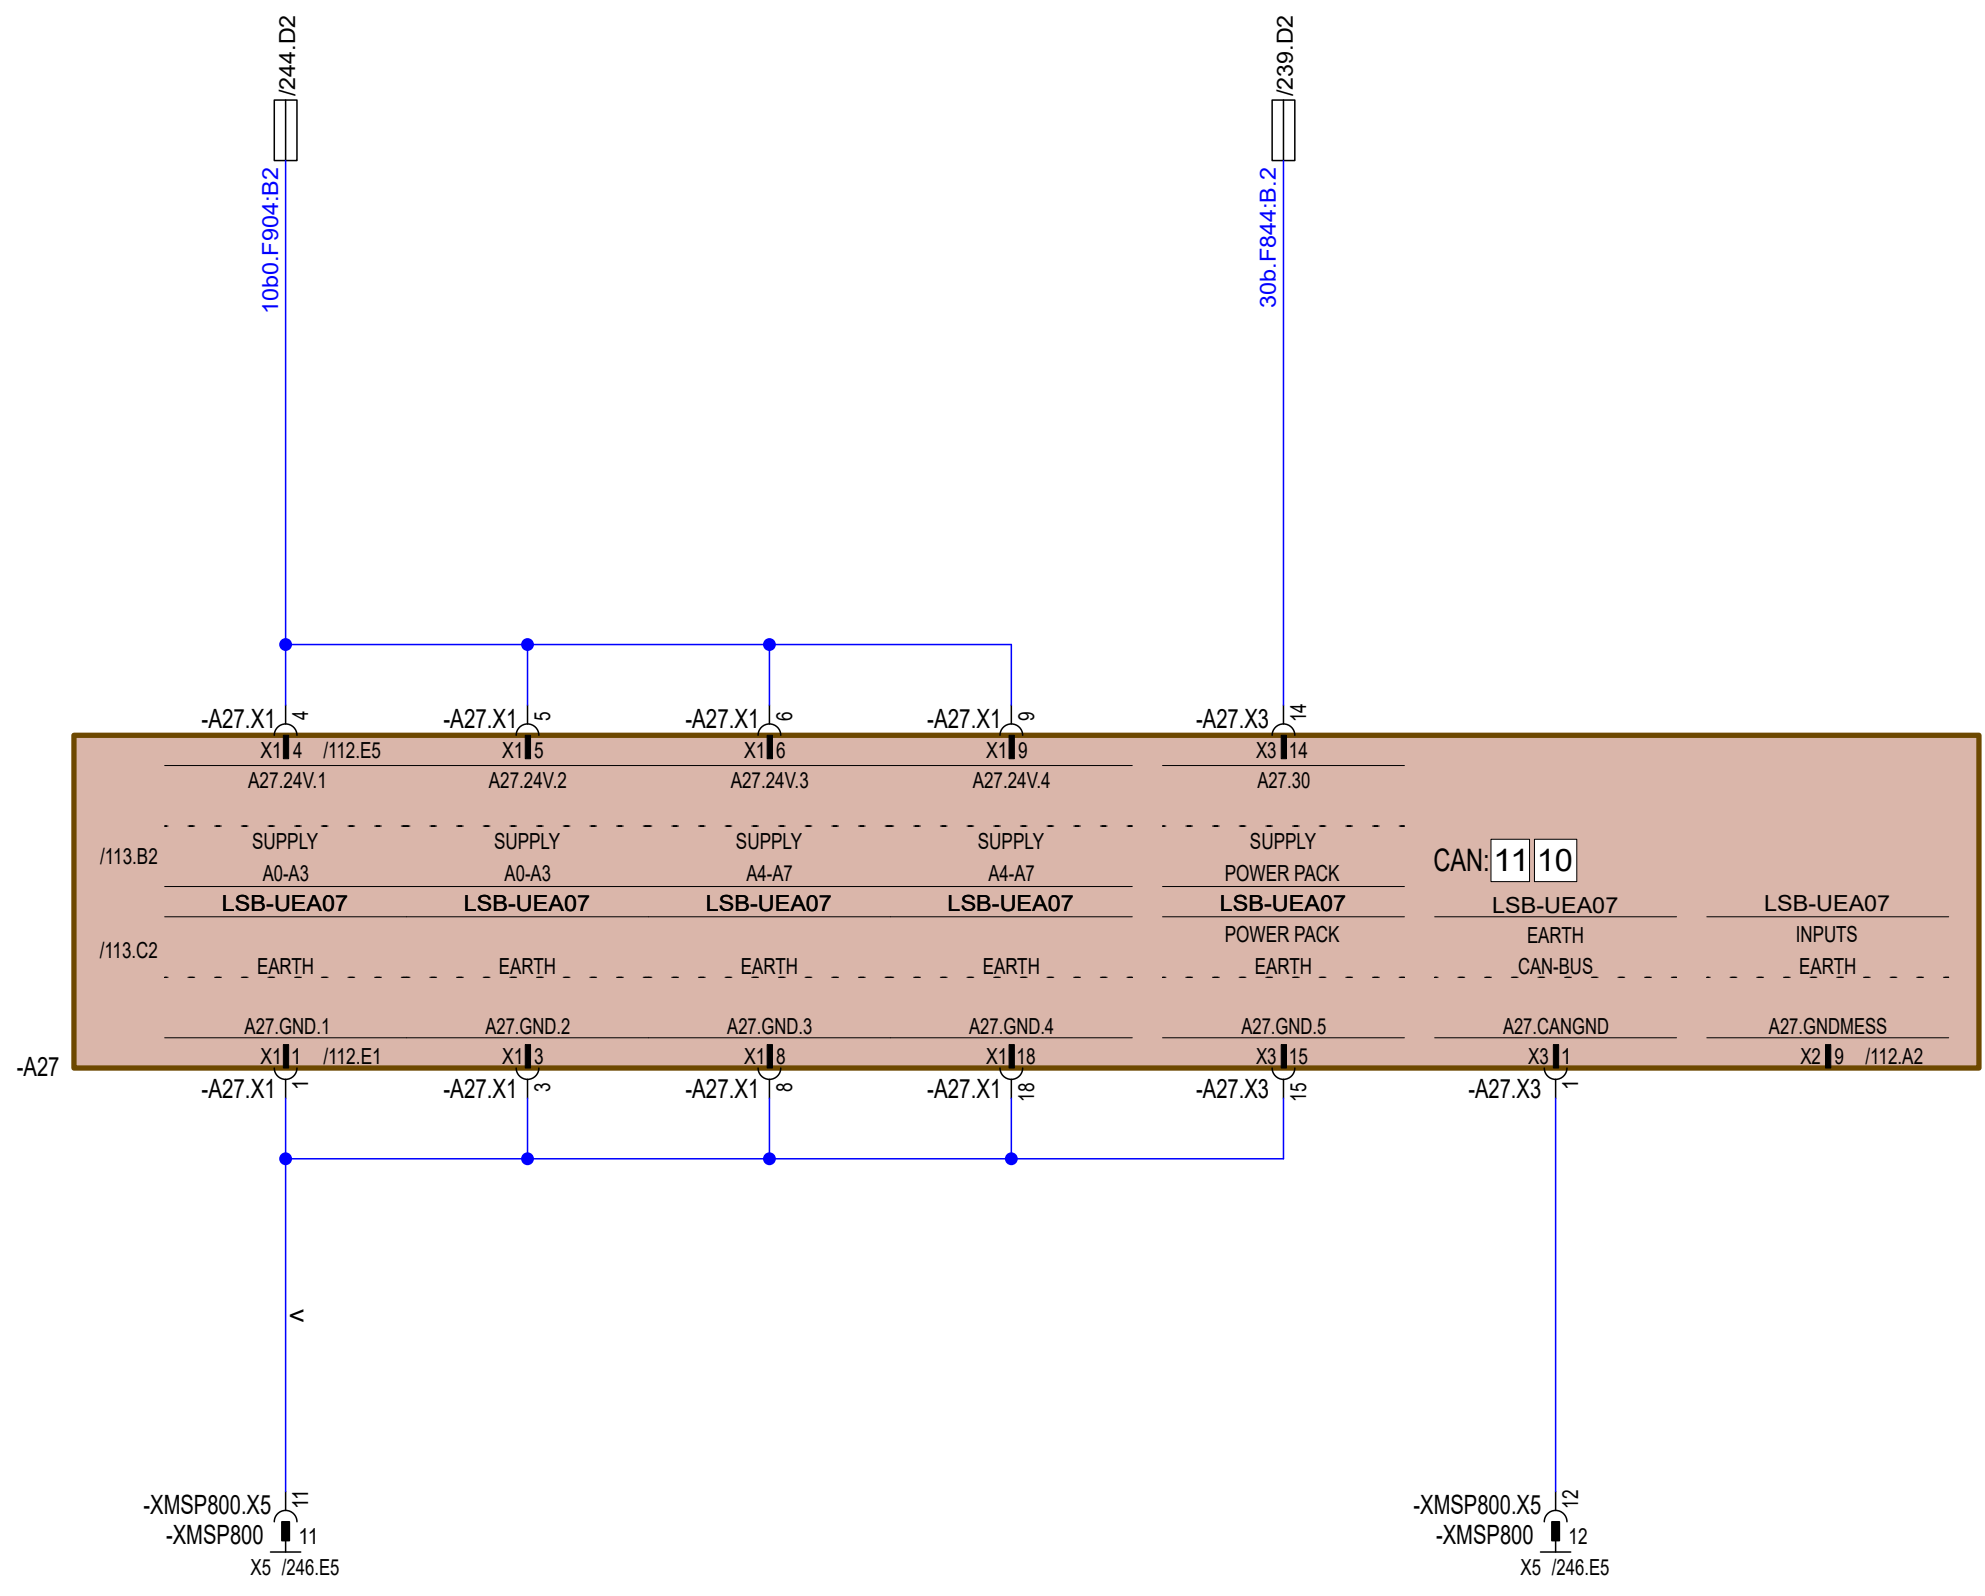 /244.D2
/239.D2
10b0.F904:B2
30b.F844:B.2
-A27.X1 4
-A27.X1 5
-A27.X1 6
-A27.X1 9
-A27.X3 14
X1 4 /112.E5
X1 5
X1 6
X1 9
X3 14
A27.24V.1
A27.24V.2
A27.24V.3
A27.24V.4
A27.30
/113.B2
SUPPLY
A0-A3
SUPPLY
A0-A3
SUPPLY
A4-A7
SUPPLY
A4-A7
SUPPLY
POWER PACK
CAN: 11 10
LSB-UEA07
LSB-UEA07
LSB-UEA07
LSB-UEA07
LSB-UEA07
LSB-UEA07
LSB-UEA07
/113.C2
EARTH
EARTH
EARTH
EARTH
POWER PACK
EARTH
EARTH
CAN-BUS
INPUTS
EARTH
A27.GND.1
A27.GND.2
A27.GND.3
A27.GND.4
A27.GND.5
A27.CANGND
A27.GNDMESS
-A27
X1 1 /112.E1
X1 3
X1 8
X1 18
X3 15
X3 1
X2 9 /112.A2
-A27.X1 1
-A27.X1 3
-A27.X1 8
-A27.X1 18
-A27.X3 15
-A27.X3 1
<
-XMSP800.X5 11
-XMSP800 11
X5 /246.E5
-XMSP800.X5 12
-XMSP800 12
X5 /246.E5